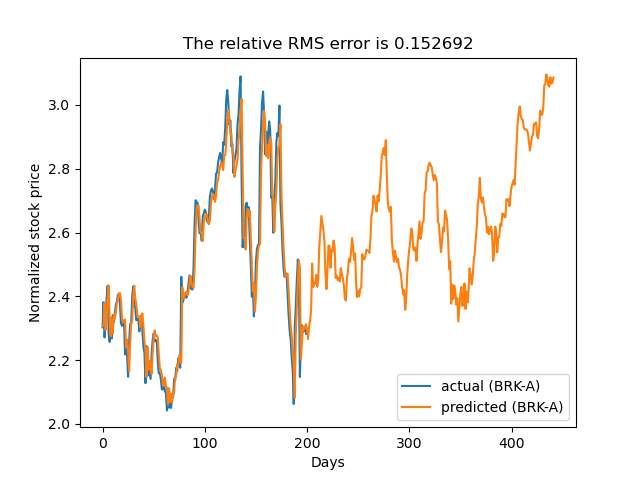 The relative RMS error is 0.152692
Normalized stock price
3.0
2.8
2.6
2.4
2.2
2.0
0 100 200 300 400
Days
actual (BRK-A)
predicted (BRK-A)